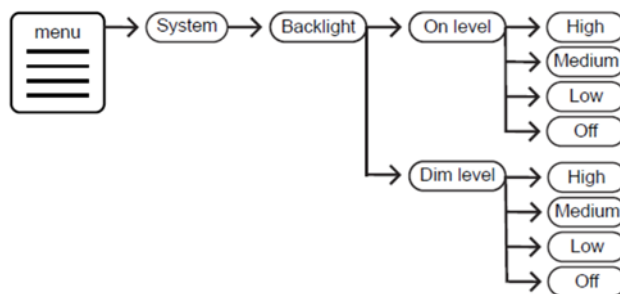 menu
System
Backlight
On level
High
Medium
Low
Off
Dim level
High
Medium
Low
Off